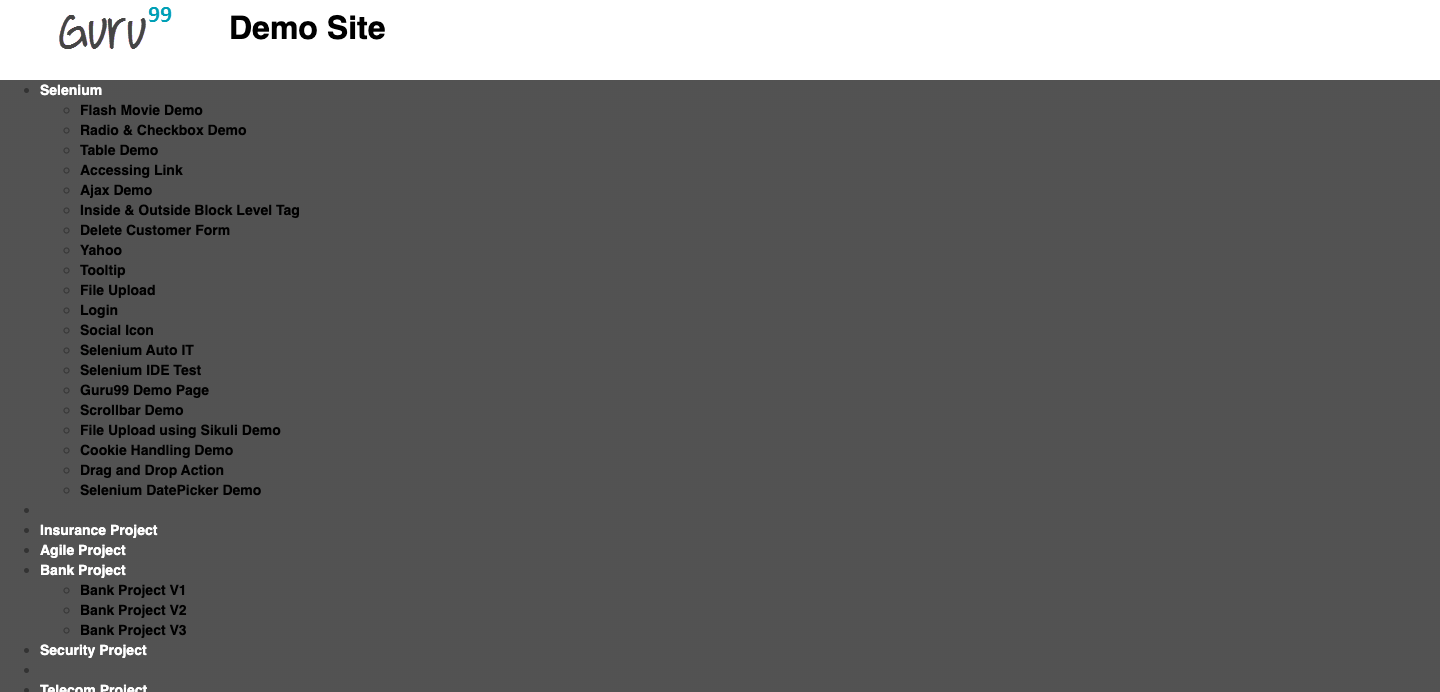 Guru99
Demo Site
Selenium
Flash Movie Demo
Radio & Checkbox Demo
Table Demo
Accessing Link
Ajax Demo
Inside & Outside Block Level Tag
Delete Customer Form
Yahoo
Tooltip
File Upload
Login
Social Icon
Selenium Auto IT
Selenium IDE Test
Guru99 Demo Page
Scrollbar Demo
File Upload using Sikuli Demo
Cookie Handling Demo
Drag and Drop Action
Selenium DatePicker Demo
Insurance Project
Agile Project
Bank Project
Bank Project V1
Bank Project V2
Bank Project V3
Security Project
Telecom Project